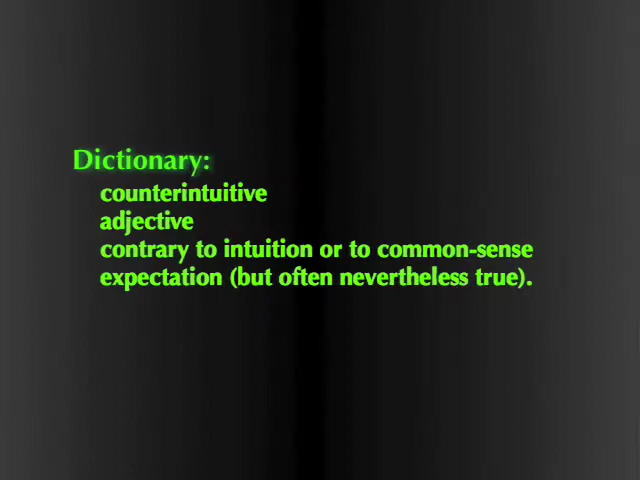 Dictionary:
counterintuitive
adjective
contrary to intuition or to common-sense
expectation (but often nevertheless true).